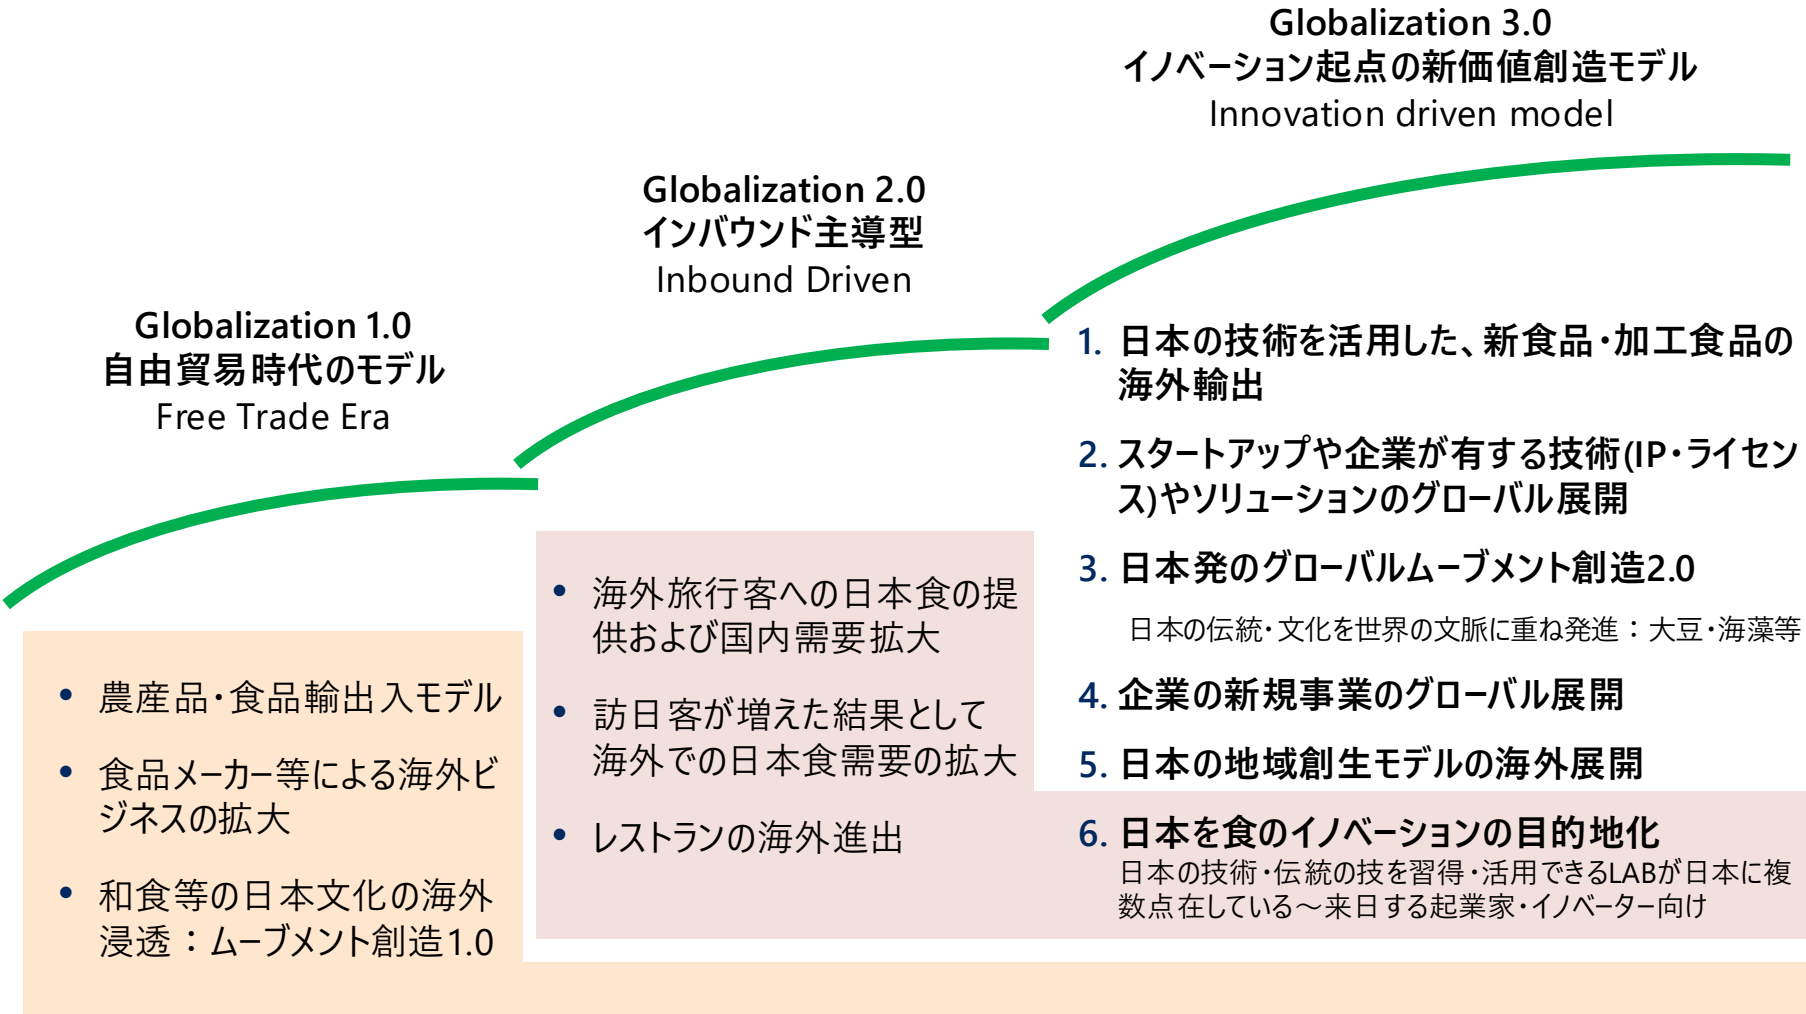 Globalization 3.0
イノベーション起点の新価値創造モデル
Innovation driven model
Globalization 2.0
インバウンド主導型
Inbound Driven
Globalization 1.0
自由貿易時代のモデル
Free Trade Era
• 農産品・食品輸出入モデル
• 食品メーカー等による海外ビ
ジネスの拡大
• 和食等の日本文化の海外
浸透：ムーブメント創造1.0
• 海外旅行客への日本食の提
供および国内需要拡大
• 訪日客が増えた結果として
海外での日本食需要の拡大
• レストランの海外進出
1. 日本の技術を活用した、新食品・加工食品の
海外輸出
2. スタートアップや企業が有する技術(IP・ライセン
ス)やソリューションのグローバル展開
3. 日本発のグローバルムーブメント創造2.0
日本の伝統・文化を世界の文脈に重ね発進：大豆・海藻等
4. 企業の新規事業のグローバル展開
5. 日本の地域創生モデルの海外展開
6. 日本を食のイノベーションの目的地化
日本の技術・伝統の技を習得・活用できるLABが日本に複
数点在している～来日する起業家・イノベーター向け